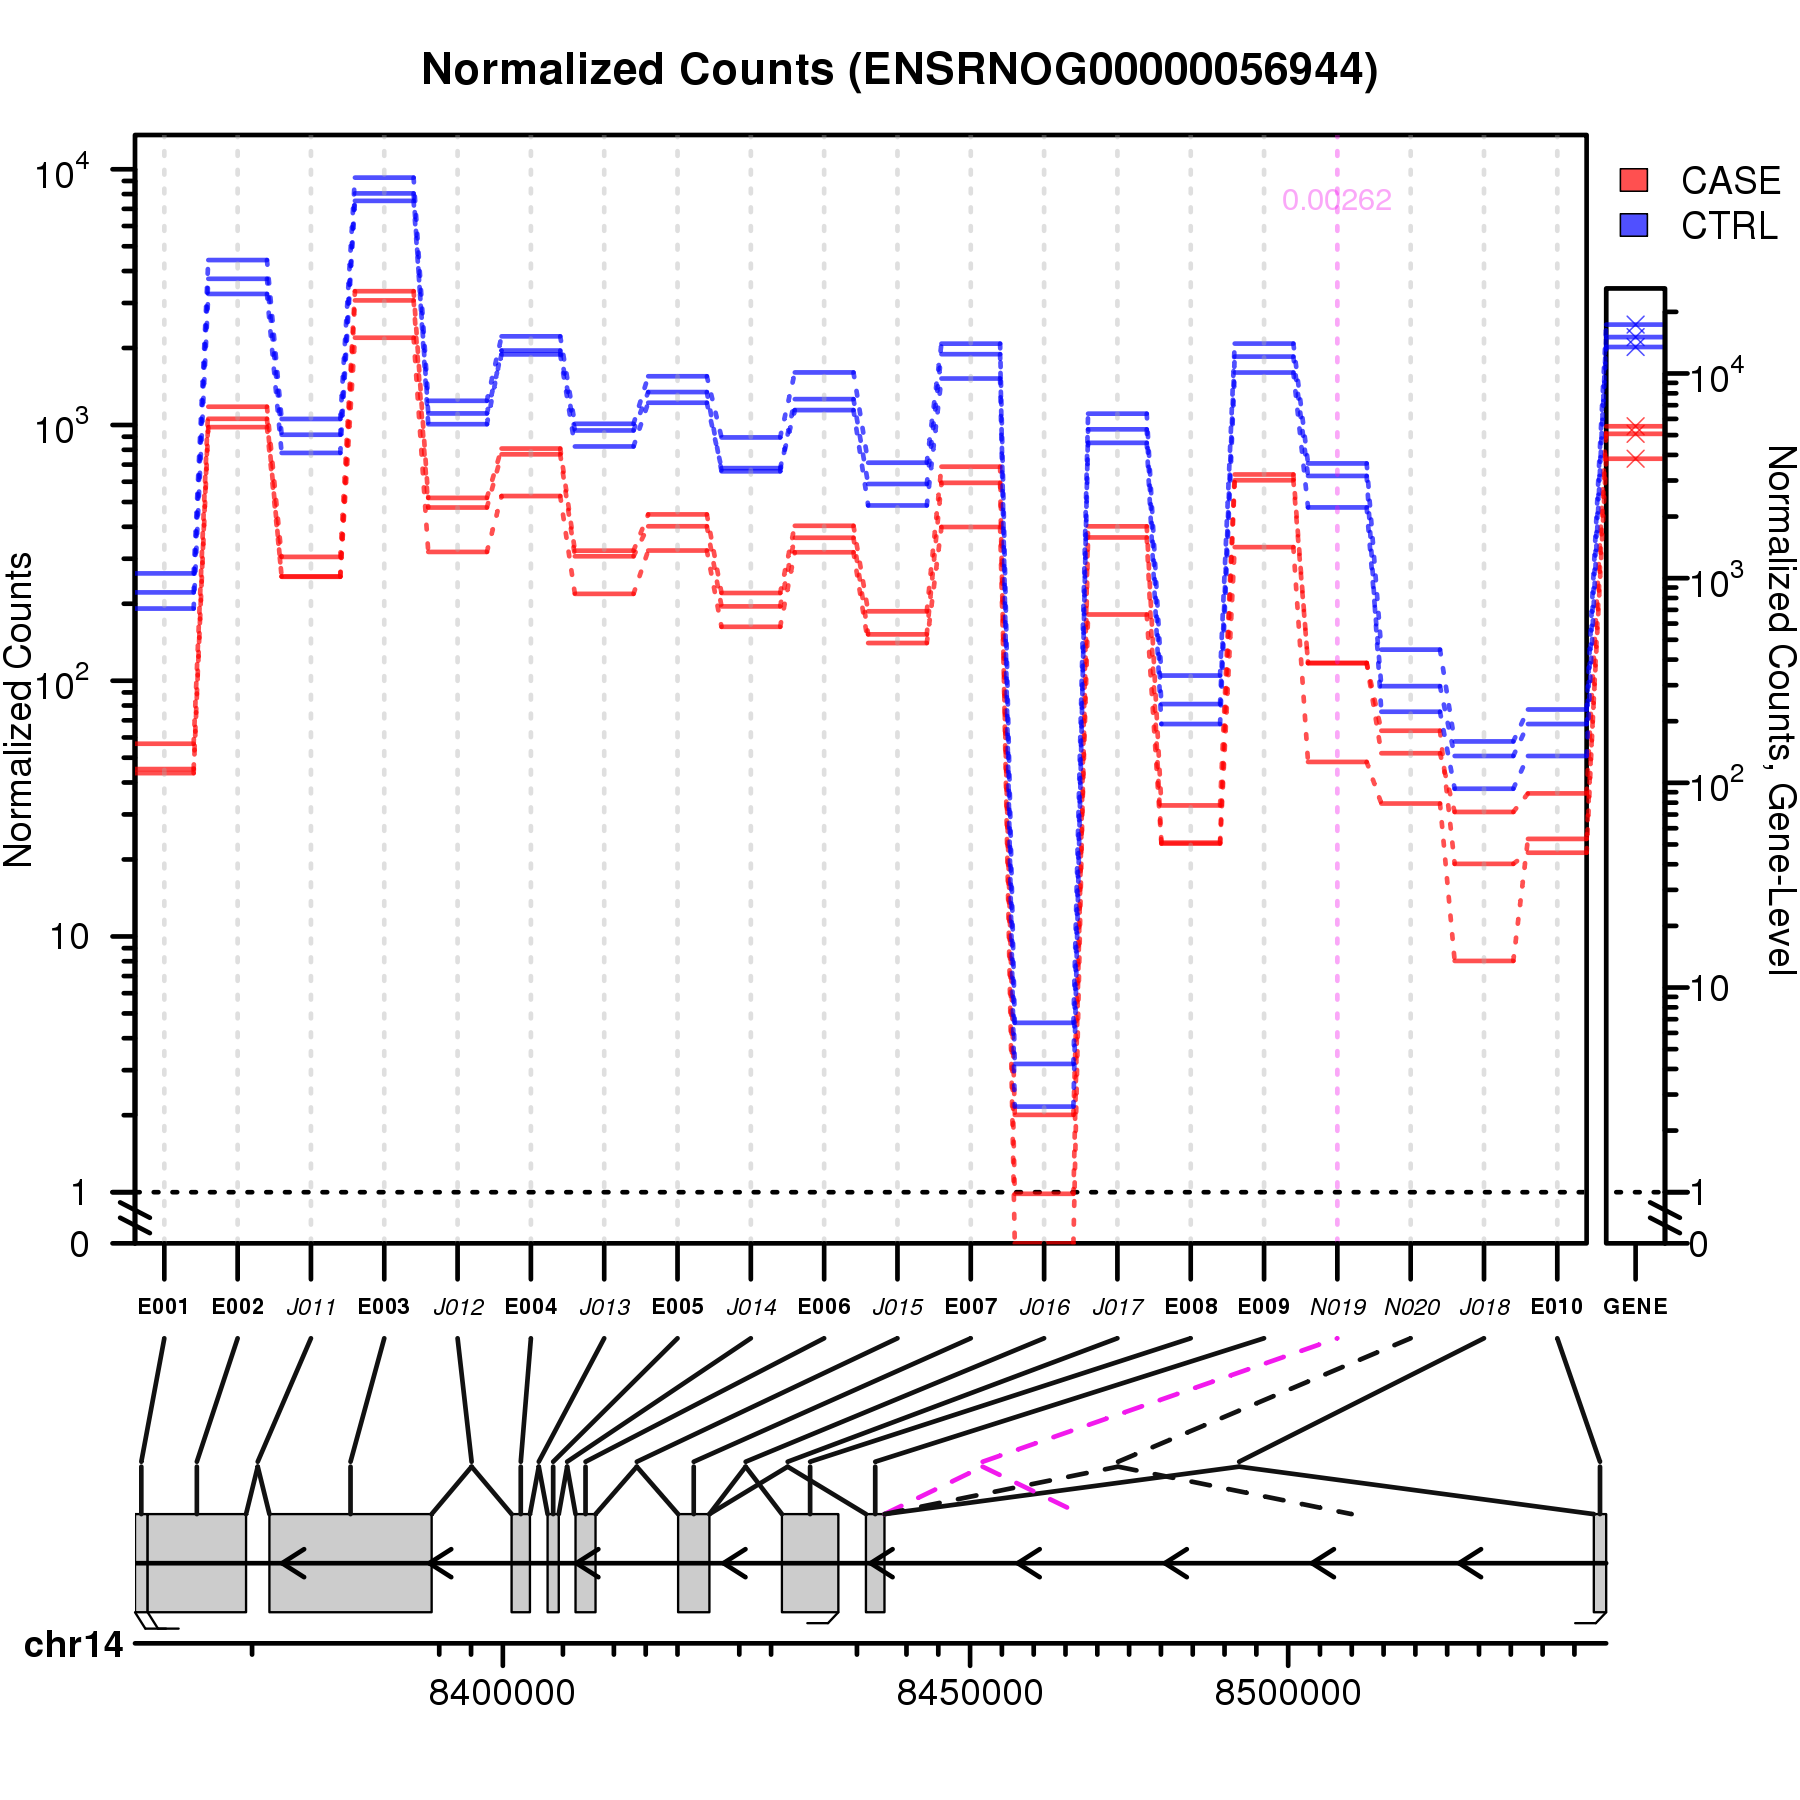 Normalized Counts (ENSRNOG00000056944)
CASE
CTRL
0.00262
Normalized Counts
10^4
10^3
10^2
10
1
0
Normalized Counts, Gene-Level
10^4
10^3
10^2
10
1
0
E001 E002 J011 E003 J012 E004 J013 E005 J014 E006 J015 E007 J016 J017 E008 E009 N019 N020 J018 E010 GENE
chr14
8400000 8450000 8500000